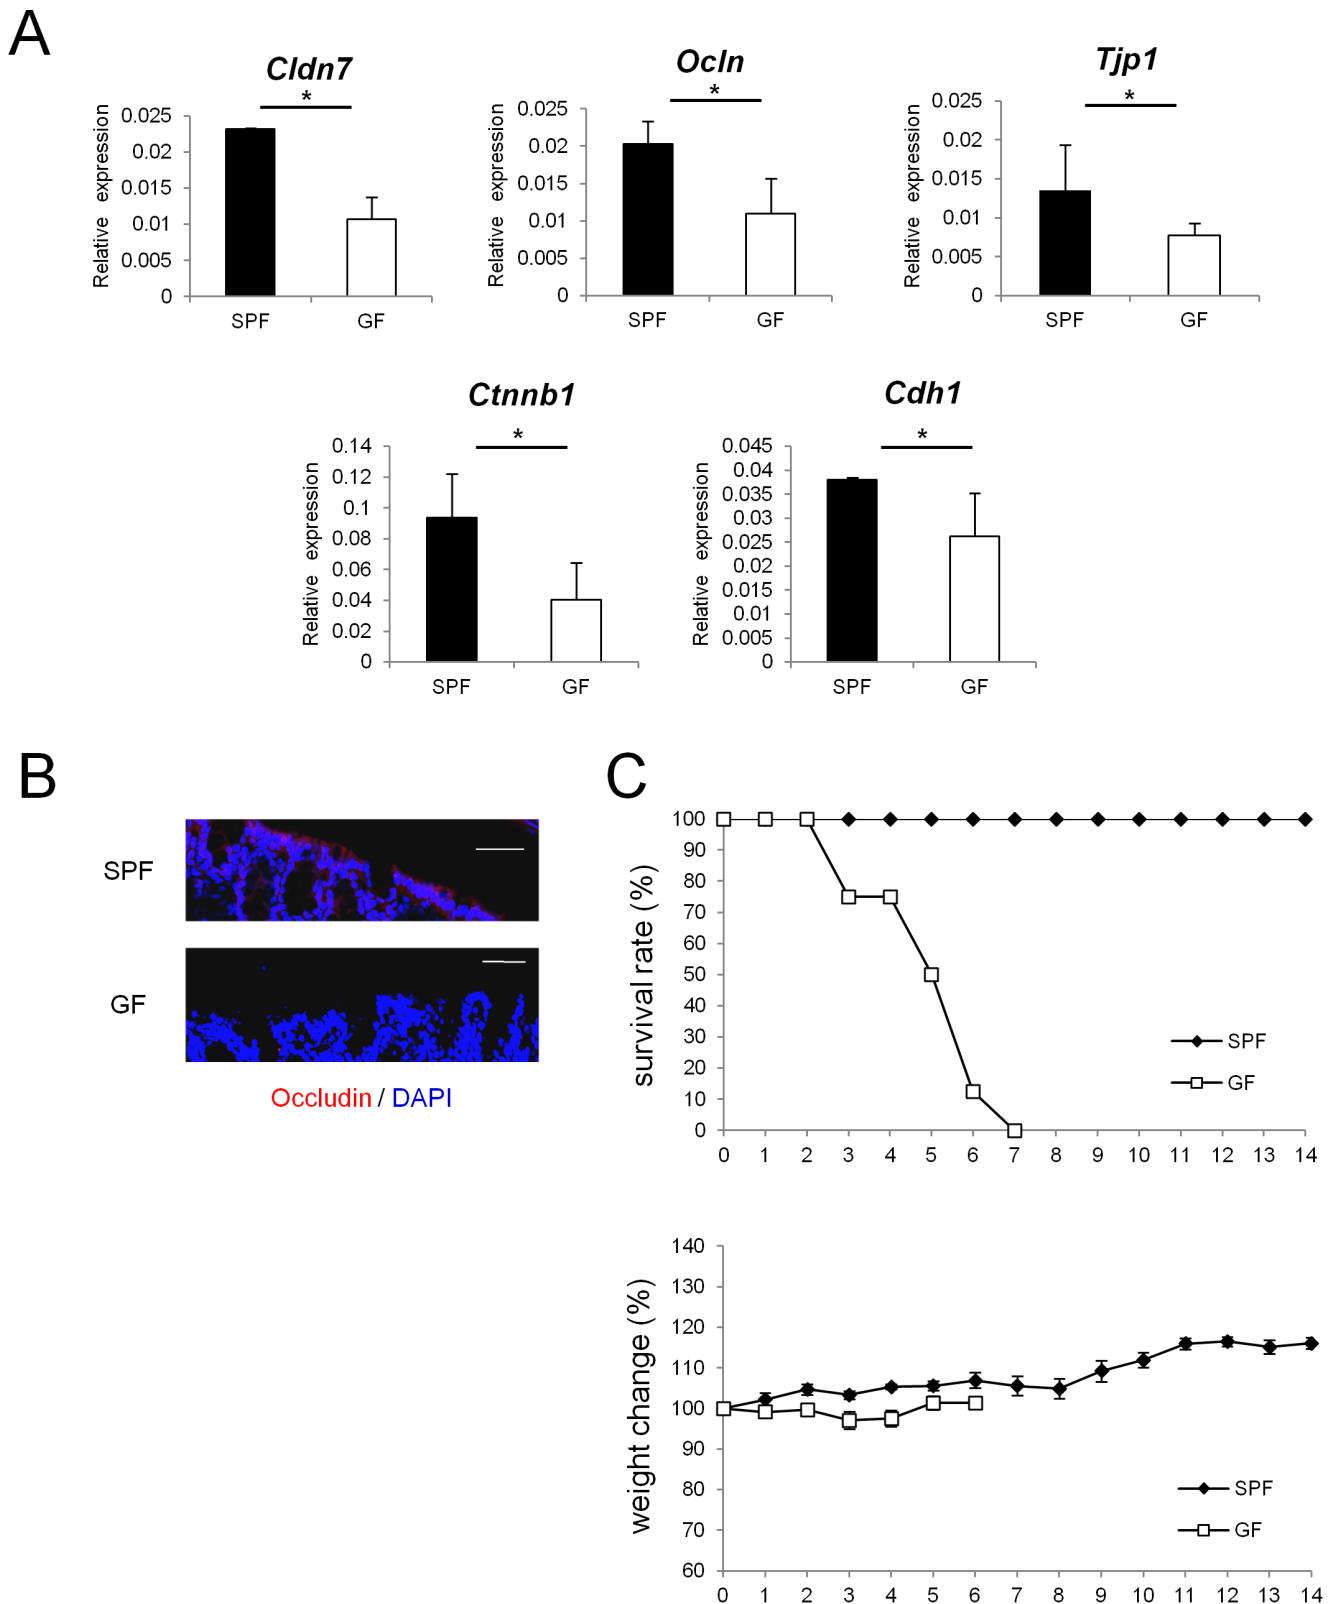 A
Cldn7
*
Relative expression
0.025
0.02
0.015
0.01
0.005
0
SPF GF
Ocln
*
Relative expression
0.025
0.02
0.015
0.01
0.005
0
SPF GF
Tjp1
*
Relative expression
0.025
0.02
0.015
0.01
0.005
0
SPF GF
Ctnnb1
*
Relative expression
0.14
0.12
0.1
0.08
0.06
0.04
0.02
0
SPF GF
Cdh1
*
Relative expression
0.045
0.04
0.035
0.03
0.025
0.02
0.015
0.01
0.005
0
SPF GF
B
SPF
GF
Occludin / DAPI
C
survival rate (%)
100
90
80
70
60
50
40
30
20
10
0
0 1 2 3 4 5 6 7 8 9 10 11 12 13 14
SPF
GF
weight change (%)
140
130
120
110
100
90
80
70
60
0 1 2 3 4 5 6 7 8 9 10 11 12 13 14
SPF
GF